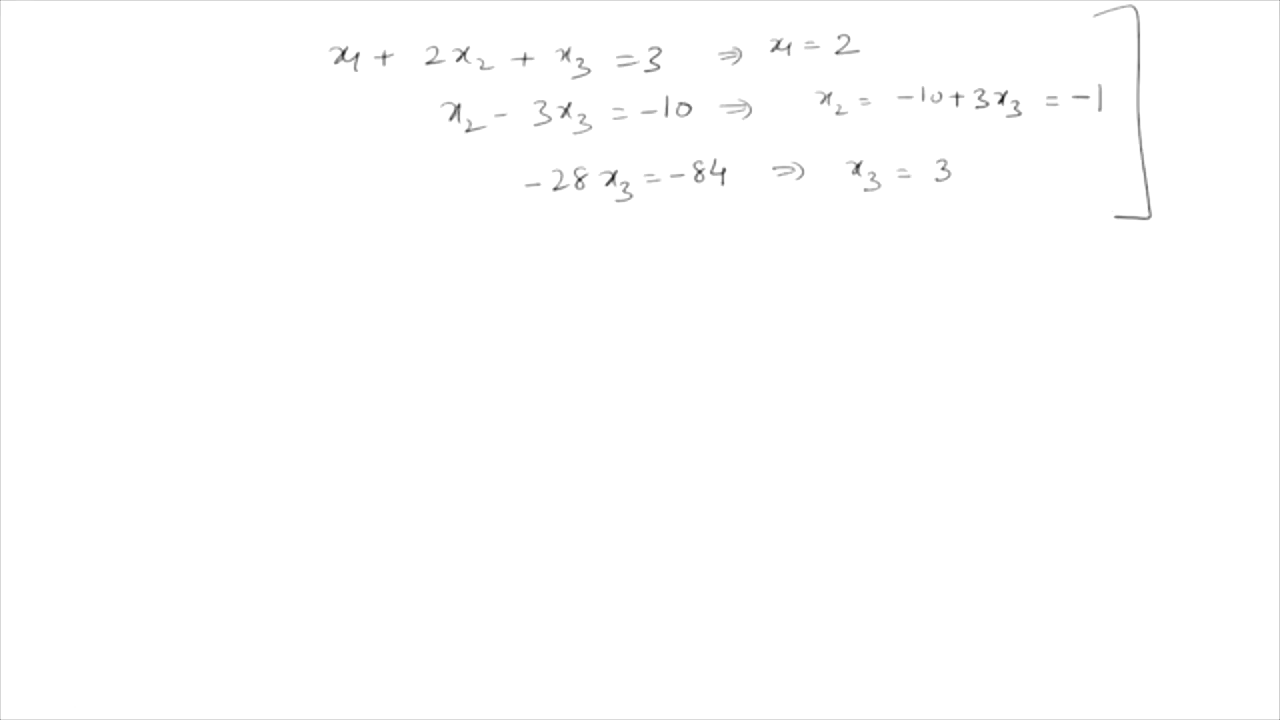 x₁ + 2x₂ + x₃ = 3 ⇒ x₁ = 2
x₂ - 3x₃ = -10 ⇒ x₂ = -10+3x₃ = -1
-28x₃ = -84 ⇒ x₃ = 3